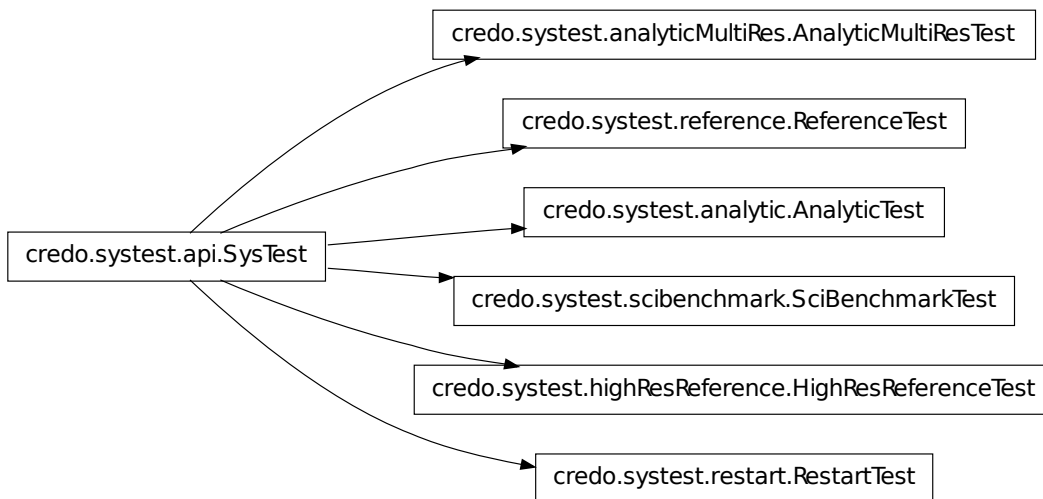 credo.systest.analyticMultiRes.AnalyticMultiResTest
credo.systest.reference.ReferenceTest
credo.systest.analytic.AnalyticTest
credo.systest.api.SysTest
credo.systest.scibenchmark.SciBenchmarkTest
credo.systest.highResReference.HighResReferenceTest
credo.systest.restart.RestartTest